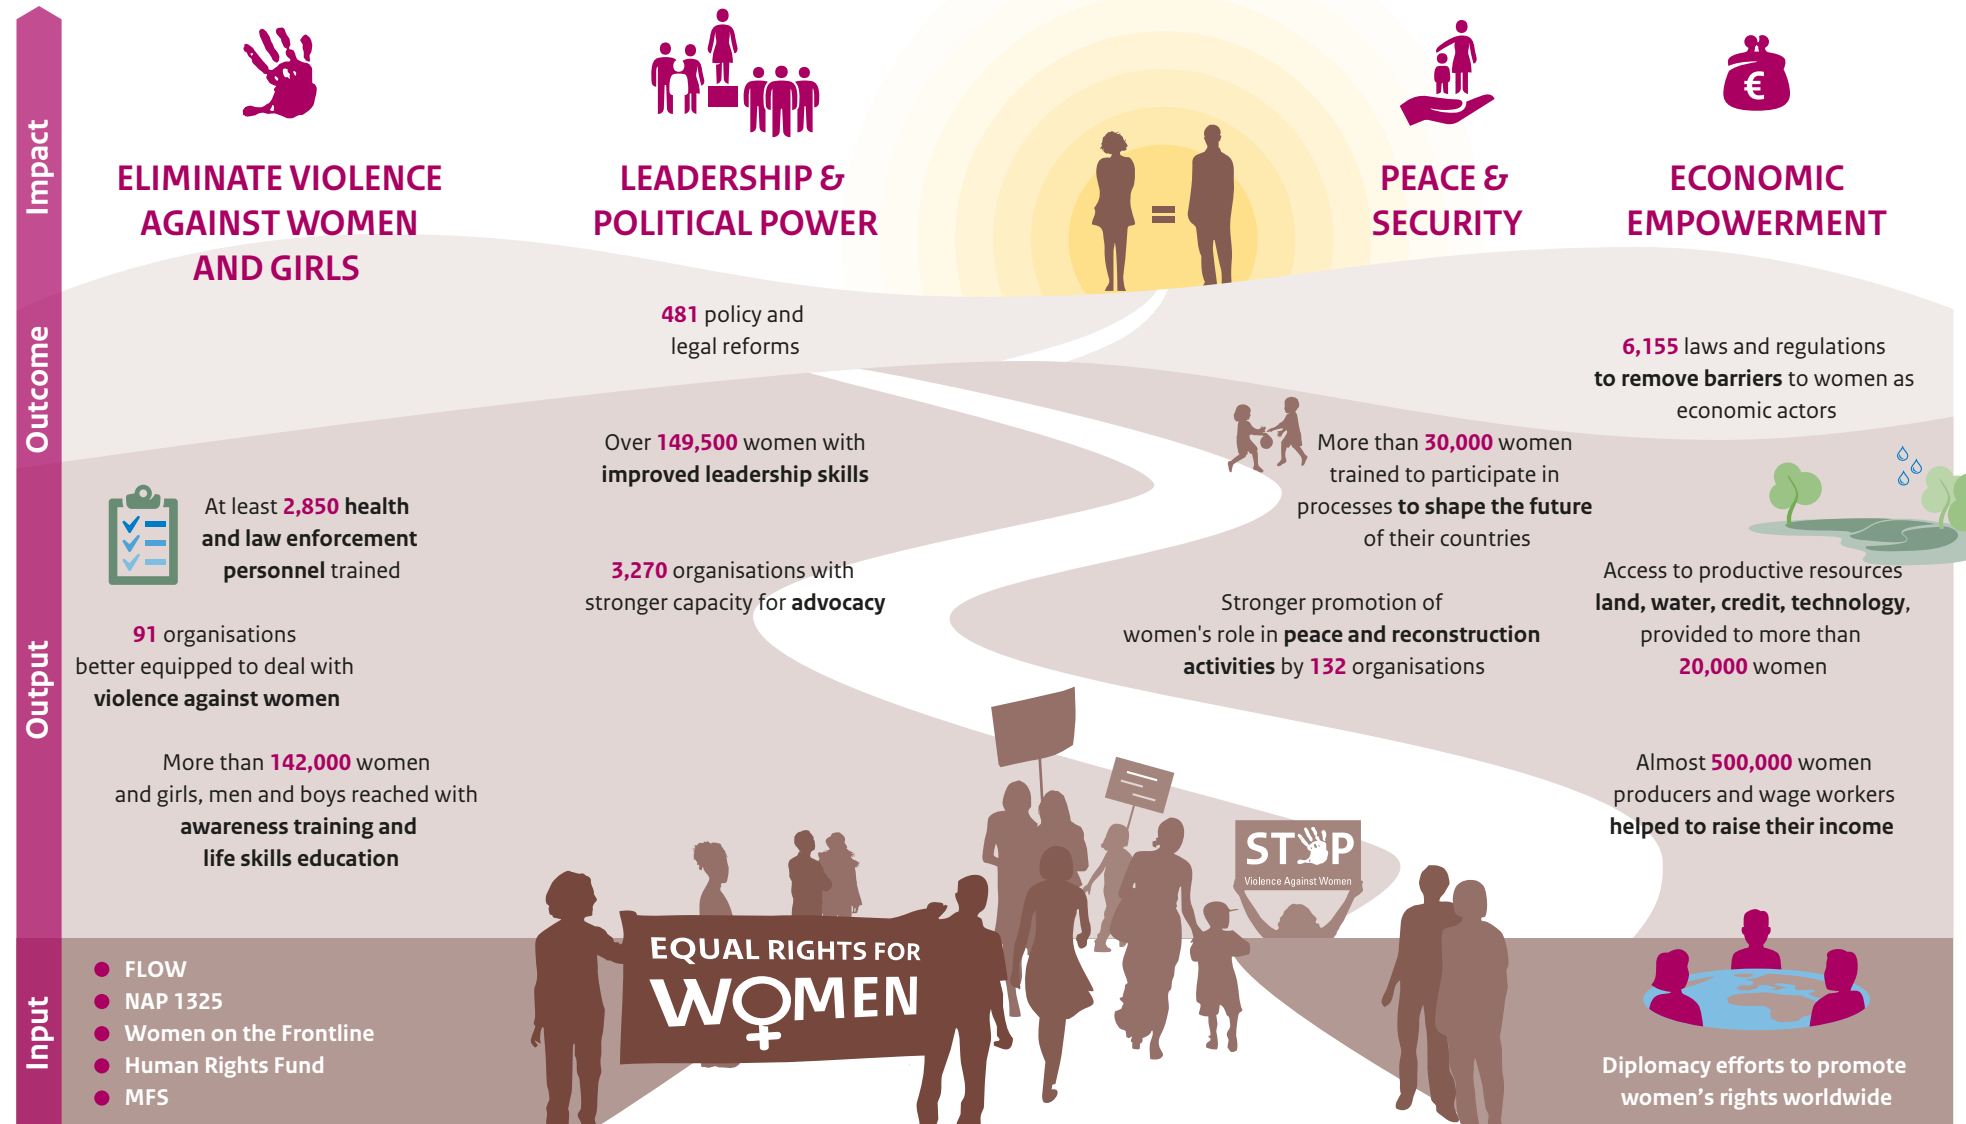 Impact
Outcome
Output
Input
ELIMINATE VIOLENCE
AGAINST WOMEN
AND GIRLS
At least 2,850 health
and law enforcement
personnel trained
91 organisations
better equipped to deal with
violence against women
More than 142,000 women
and girls, men and boys reached with
awareness training and
life skills education
LEADERSHIP &
POLITICAL POWER
481 policy and
legal reforms
Over 149,500 women with
improved leadership skills
3,270 organisations with
stronger capacity for advocacy
=
PEACE &
SECURITY
More than 30,000 women
trained to participate in
processes to shape the future
of their countries
Stronger promotion of
women's role in peace and reconstruction
activities by 132 organisations
€
ECONOMIC
EMPOWERMENT
6,155 laws and regulations
to remove barriers to women as
economic actors
Access to productive resources
land, water, credit, technology,
provided to more than
20,000 women
Almost 500,000 women
producers and wage workers
helped to raise their income
STOP
Violence Against Women
EQUAL RIGHTS FOR
WOMEN
● FLOW
● NAP 1325
● Women on the Frontline
● Human Rights Fund
● MFS
Diplomacy efforts to promote
women’s rights worldwide